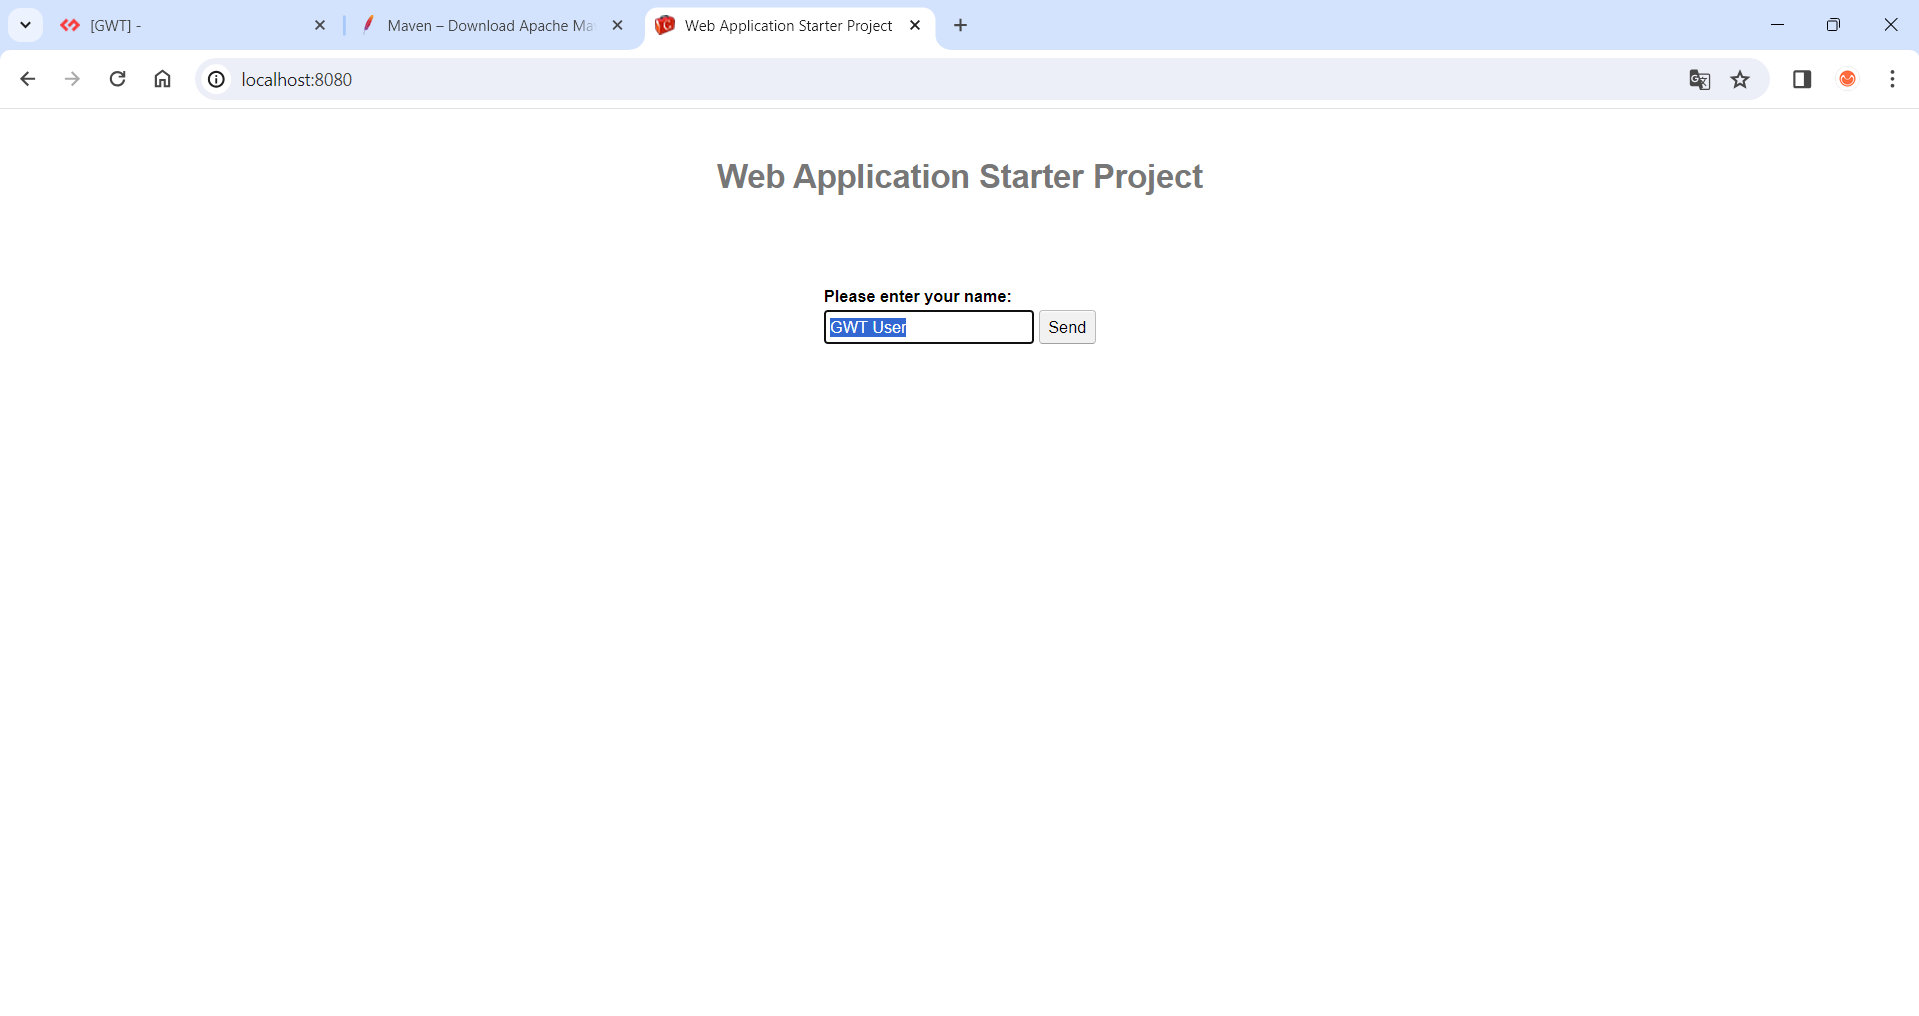 [GWT] -
Maven – Download Apache Ma
Web Application Starter Project
localhost:8080
Web Application Starter Project
Please enter your name:
GWT User
Send